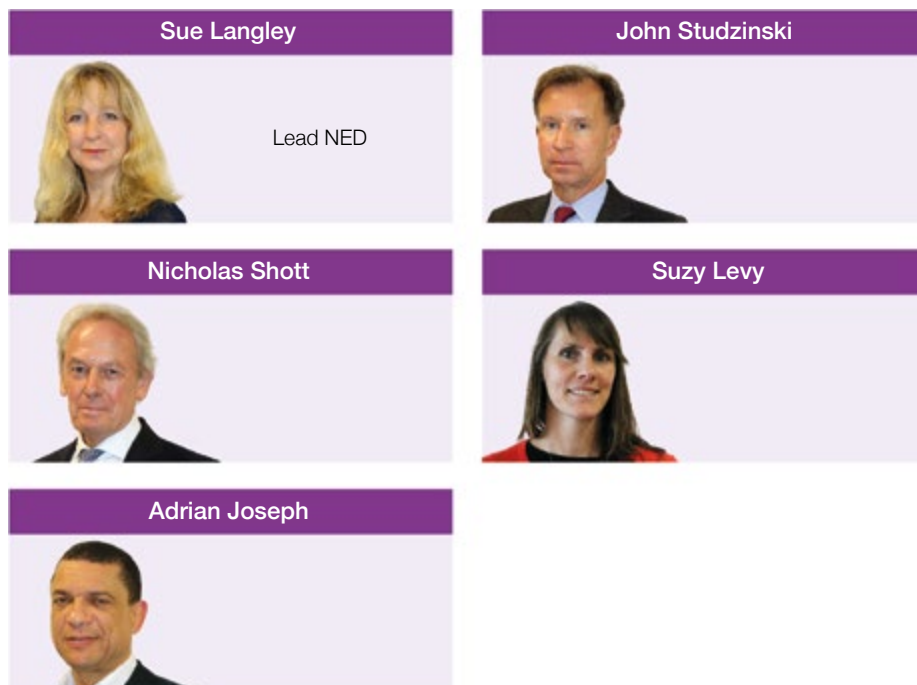 Sue Langley
Lead NED
John Studzinski
Nicholas Shott
Suzy Levy
Adrian Joseph